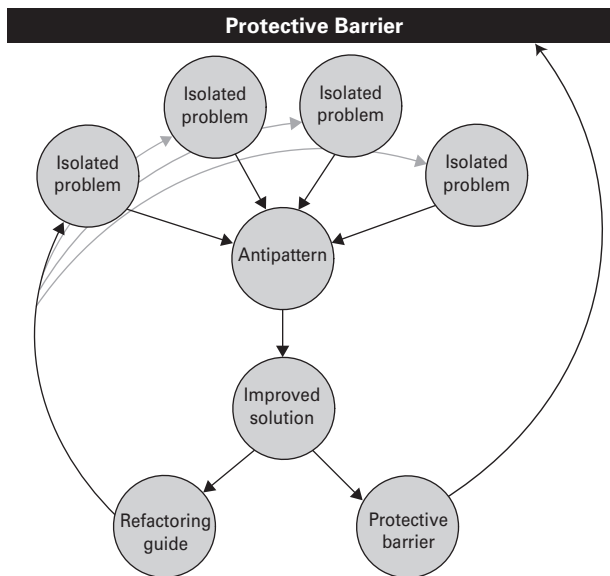 Protective Barrier
Isolated
problem
Isolated
problem
Isolated
problem
Isolated
problem
Antipattern
Improved
solution
Refactoring
guide
Protective
barrier